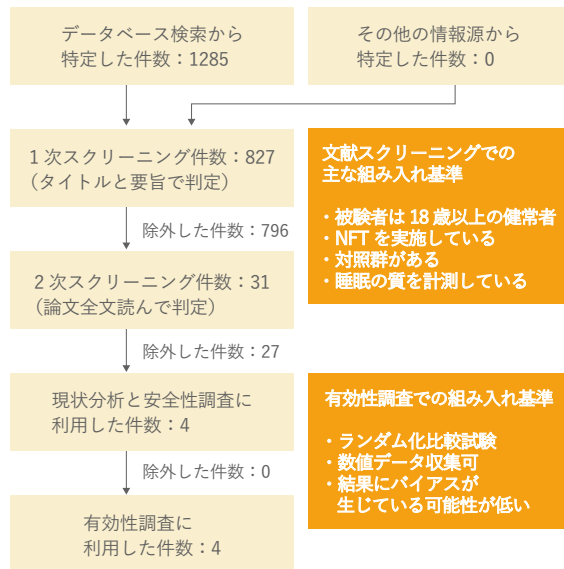 データベース検索から
特定した件数：1285
その他の情報源から
特定した件数：0
1次スクリーニング件数：827
（タイトルと要旨で判定）
除外した件数：796
2次スクリーニング件数：31
（論文全文読んで判定）
除外した件数：27
現状分析と安全性調査に
利用した件数：4
除外した件数：0
有効性調査に
利用した件数：4
文献スクリーニングでの
主な組み入れ基準
・被験者は18歳以上の健常者
・NFTを実施している
・対照群がある
・睡眠の質を計測している
有効性調査での組み入れ基準
・ランダム化比較試験
・数値データ収集可
・結果にバイアスが
生じている可能性が低い